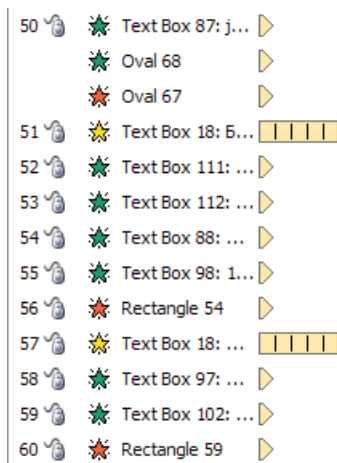 50 Text Box 87: j...
Oval 68
Oval 67
51 Text Box 18: Б...
52 Text Box 111: ...
53 Text Box 112: ...
54 Text Box 88: ...
55 Text Box 98: 1...
56 Rectangle 54
57 Text Box 18: ...
58 Text Box 97: ...
59 Text Box 102: ...
60 Rectangle 59